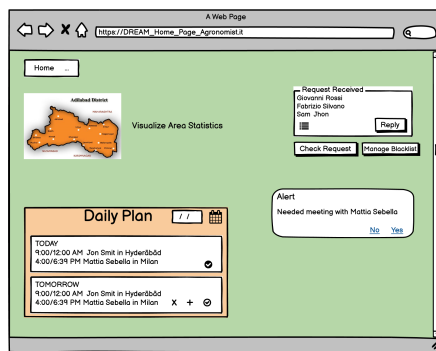 A Web Page
https://DREAM_Home_Page_Agronomist.it
Home ...
Adilabad District
Visualize Area Statistics
Request Received
Giovanni Rossi
Fabrizio Silvano
Sam Jhon
Reply
Check Request
Manage Blacklist
Alert
Needed meeting with Mattia Sebella
No Yes
Daily Plan / /
TODAY
9:00/12:00 AM Jon Smit in Hyderābād
4:00/6:39 PM Mattia Sebella in Milan
TOMORROW
9:00/12:00 AM Jon Smit in Hyderābād
4:00/6:39 PM Mattia Sebella in Milan X +